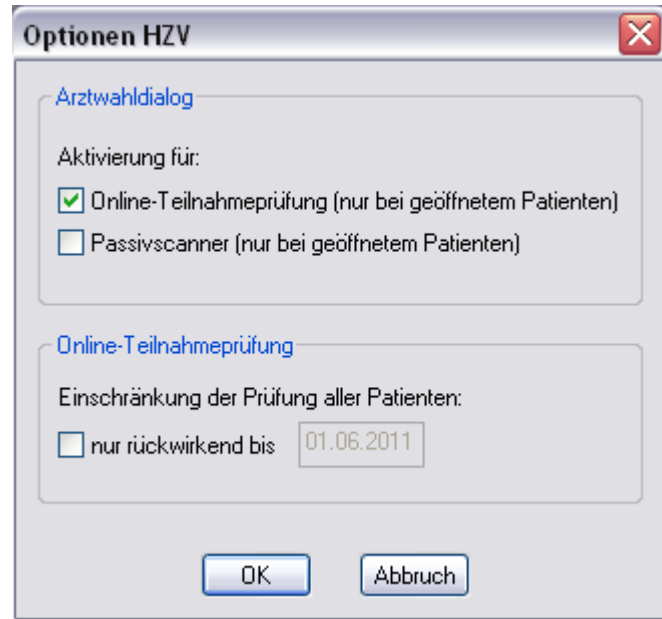 Optionen HZV
Arztwahldialog
Aktivierung für:
Online-Teilnahmeprüfung (nur bei geöffnetem Patienten)
Passivscanner (nur bei geöffnetem Patienten)
Online-Teilnahmeprüfung
Einschränkung der Prüfung aller Patienten:
nur rückwirkend bis 01.06.2011
OK Abbruch